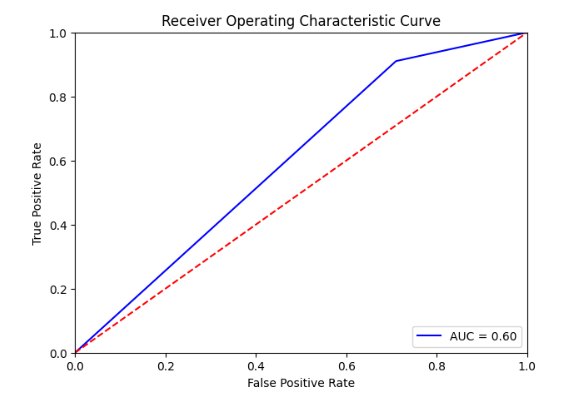 Receiver Operating Characteristic Curve
1.0
0.8
0.6
0.4
0.2
0.0
True Positive Rate
AUC = 0.60
0.0 0.2 0.4 0.6 0.8 1.0
False Positive Rate